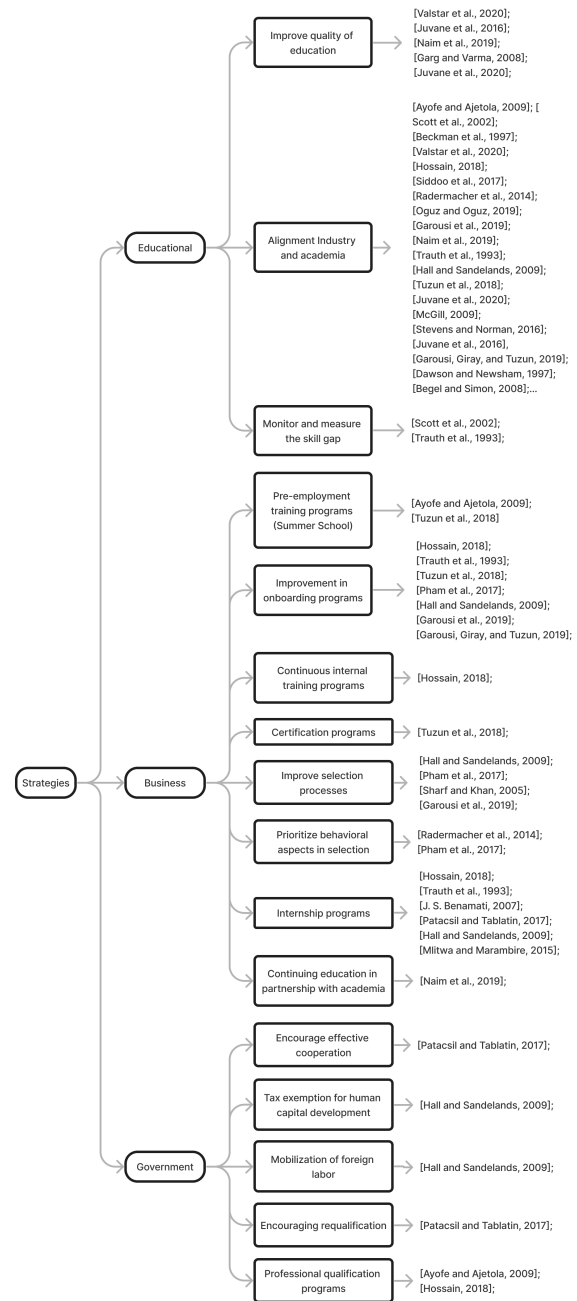 Improve quality of
education
[Valstar et al., 2020];
[Juvane et al., 2016];
[Naim et al., 2019];
[Garg and Varma, 2008];
[Juvane et al., 2020];
Educational
Alignment Industry
and academia
[Ayofe and Ajetola, 2009]; [
Scott et al., 2002];
[Beckman et al., 1997];
[Valstar et al., 2020];
[Hossain, 2018];
[Siddoo et al., 2017];
[Radermacher et al., 2014];
[Oguz and Oguz, 2019];
[Garousi et al., 2019];
[Naim et al., 2019];
[Trauth et al., 1993];
[Hall and Sandelands, 2009];
[Tuzun et al., 2018];
[Juvane et al., 2020];
[McGill, 2009];
[Stevens and Norman, 2016];
[Juvane et al., 2016],
[Garousi, Giray, and Tuzun, 2019];
[Dawson and Newsham, 1997];
[Begel and Simon, 2008];...
Monitor and measure
the skill gap
[Scott et al., 2002];
[Trauth et al., 1993];
Pre-employment
training programs
(Summer School)
[Ayofe and Ajetola, 2009];
[Tuzun et al., 2018]
Improvement in
onboarding programs
[Hossain, 2018];
[Trauth et al., 1993];
[Tuzun et al., 2018];
[Pham et al., 2017];
[Hall and Sandelands, 2009];
[Garousi et al., 2019];
[Garousi, Giray, and Tuzun, 2019];
Continuous internal
training programs
[Hossain, 2018];
Certification programs
[Tuzun et al., 2018];
Strategies
Business
Improve selection
processes
[Hall and Sandelands, 2009];
[Pham et al., 2017];
[Sharf and Khan, 2005];
[Garousi et al., 2019];
Prioritize behavioral
aspects in selection
[Radermacher et al., 2014];
[Pham et al., 2017];
Internship programs
[Hossain, 2018];
[Trauth et al., 1993];
[J. S. Benamati, 2007];
[Patacsil and Tablatin, 2017];
[Hall and Sandelands, 2009];
[Mlitwa and Marambire, 2015];
Continuing education in
partnership with academia
[Naim et al., 2019];
Encourage effective
cooperation
[Patacsil and Tablatin, 2017];
Tax exemption for human
capital development
[Hall and Sandelands, 2009];
Government
Mobilization of foreign
labor
[Hall and Sandelands, 2009];
Encouraging requalification
[Patacsil and Tablatin, 2017];
Professional qualification
programs
[Ayofe and Ajetola, 2009];
[Hossain, 2018];